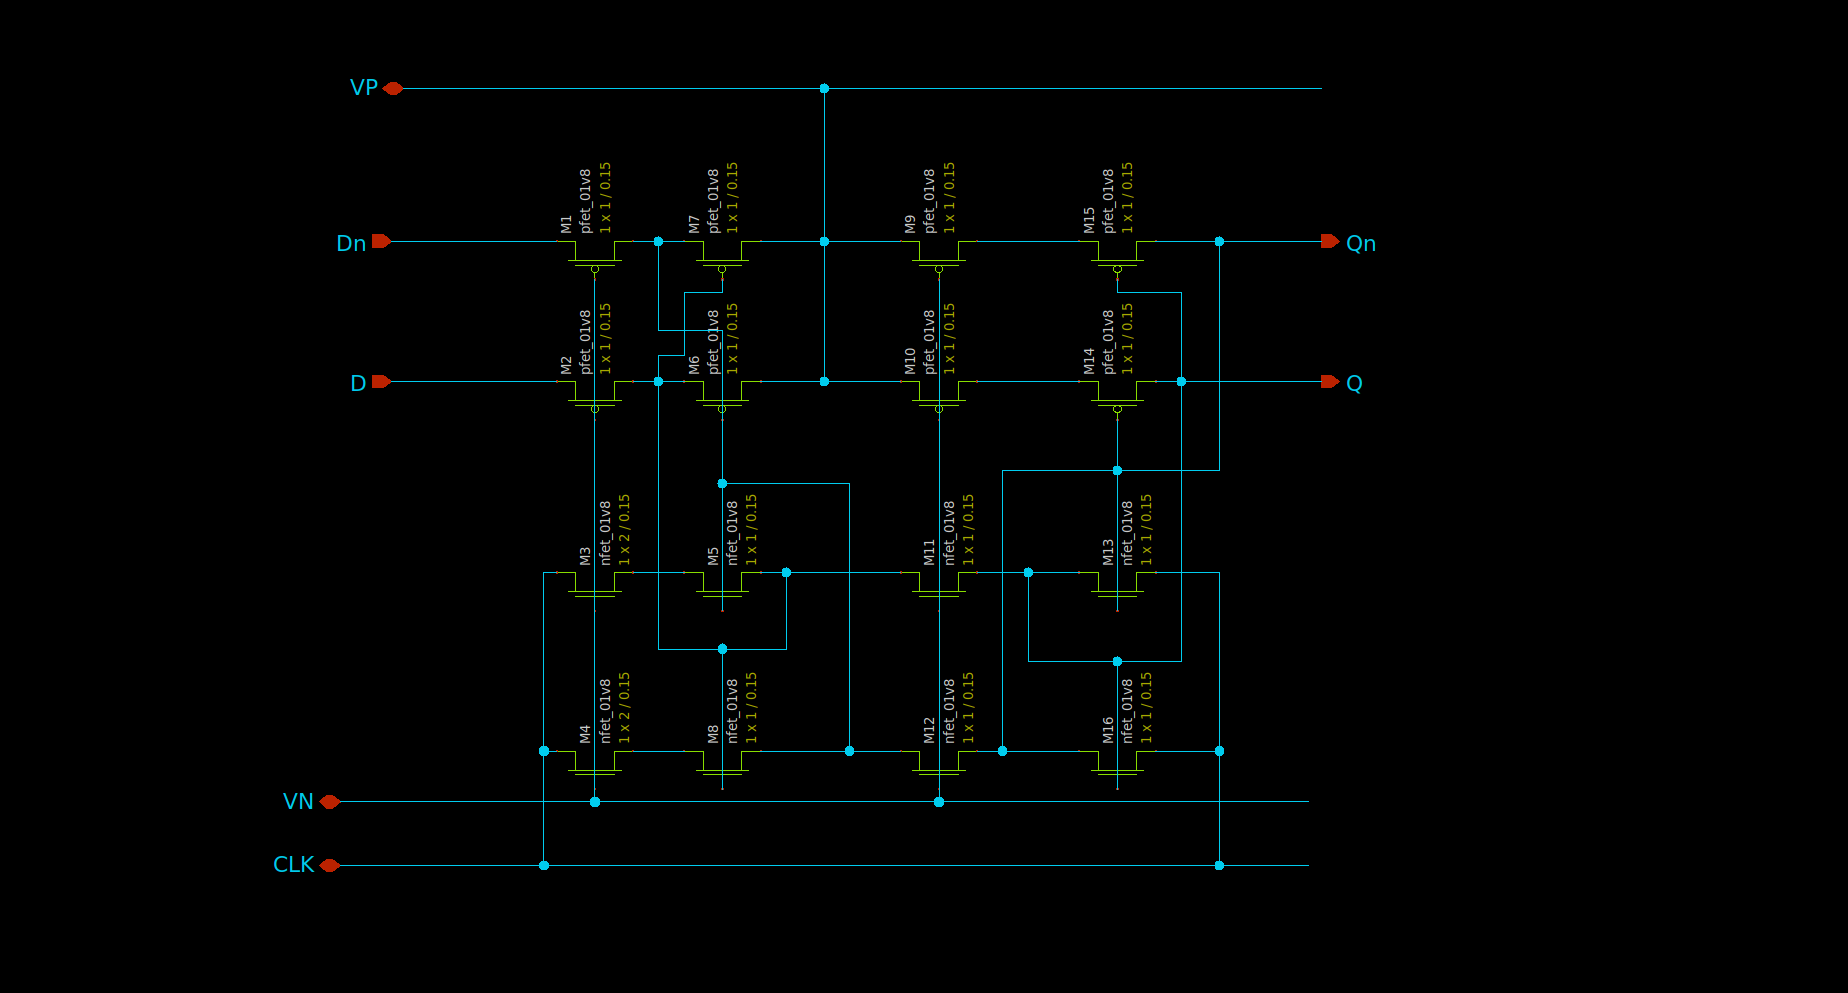 VP
M1
pfet_01v8
1 x 1 / 0.15
M7
pfet_01v8
1 x 1 / 0.15
M9
pfet_01v8
1 x 1 / 0.15
M15
pfet_01v8
1 x 1 / 0.15
Dn
Qn
M2
pfet_01v8
1 x 1 / 0.15
M6
pfet_01v8
1 x 1 / 0.15
M10
pfet_01v8
1 x 1 / 0.15
M14
pfet_01v8
1 x 1 / 0.15
D
Q
M3
nfet_01v8
1 x 2 / 0.15
M5
nfet_01v8
1 x 1 / 0.15
M11
nfet_01v8
1 x 1 / 0.15
M13
nfet_01v8
1 x 1 / 0.15
M4
nfet_01v8
1 x 2 / 0.15
M8
nfet_01v8
1 x 1 / 0.15
M12
nfet_01v8
1 x 1 / 0.15
M16
nfet_01v8
1 x 1 / 0.15
VN
CLK